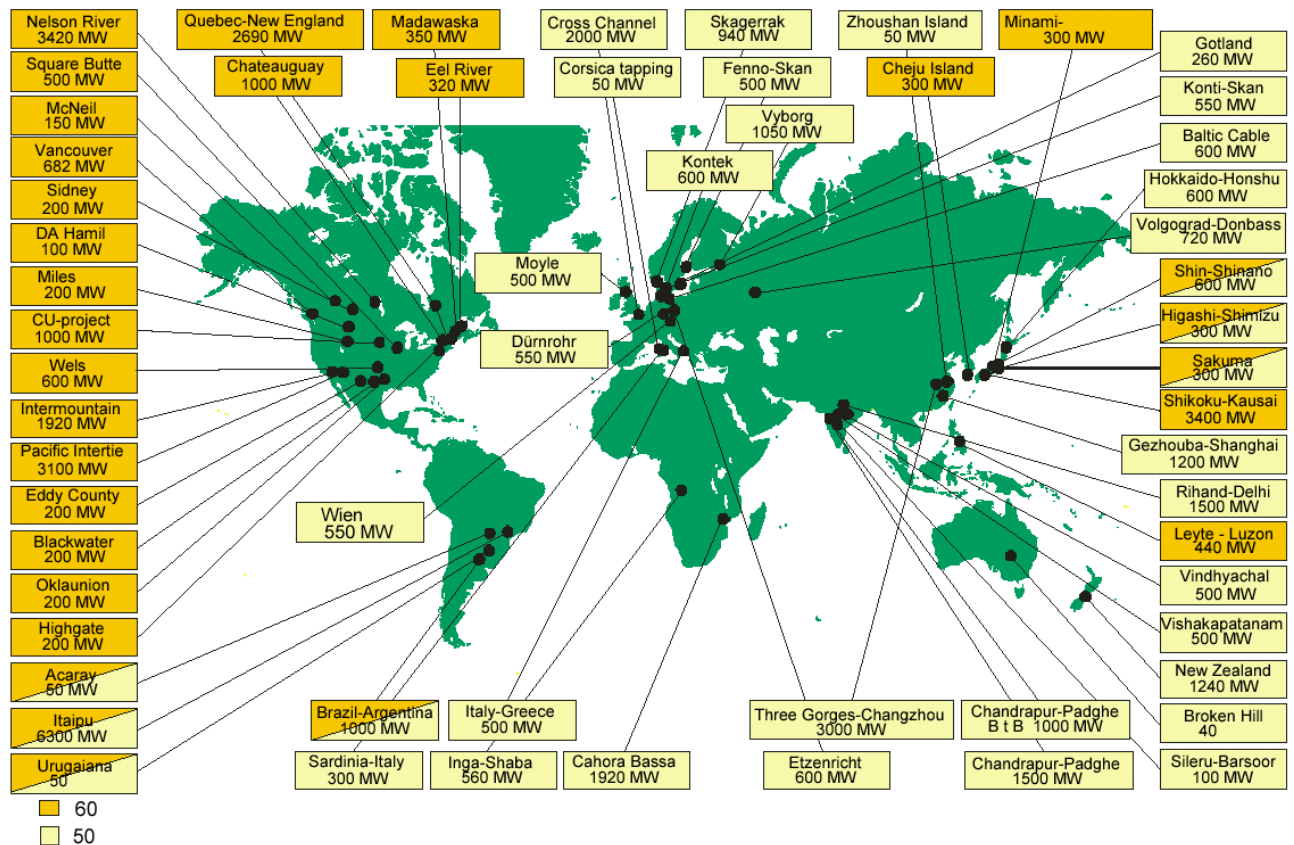 Nelson River
3420 MW
Square Butte
500 MW
McNeil
150 MW
Vancouver
682 MW
Sidney
200 MW
DA Hamil
100 MW
Miles
200 MW
CU-project
1000 MW
Wels
600 MW
Intermountain
1920 MW
Pacific Intertie
3100 MW
Eddy County
200 MW
Blackwater
200 MW
Oklaunion
200 MW
Highgate
200 MW
Acaray
50 MW
Itaipu
6300 MW
Urugaiana
50
60
50
Quebec-New England
2690 MW
Chateauguay
1000 MW
Madawaska
350 MW
Eel River
320 MW
Cross Channel
2000 MW
Corsica tapping
50 MW
Skagerrak
940 MW
Fenno-Skan
500 MW
Vyborg
1050 MW
Kontek
600 MW
Zhoushan Island
50 MW
Cheju Island
300 MW
Minami-
300 MW
Moyle
500 MW
Dürnrohr
550 MW
Wien
550 MW
Gotland
260 MW
Konti-Skan
550 MW
Baltic Cable
600 MW
Hokkaido-Honshu
600 MW
Volgograd-Donbass
720 MW
Shin-Shinano
600 MW
Higashi-Shimizu
300 MW
Sakuma
300 MW
Shikoku-Kausai
3400 MW
Gezhouba-Shanghai
1200 MW
Rihand-Delhi
1500 MW
Leyte - Luzon
440 MW
Vindhyachal
500 MW
Vishakapatanam
500 MW
New Zealand
1240 MW
Broken Hill
40
Sileru-Barsoor
100 MW
Brazil-Argentina
1000 MW
Sardinia-Italy
300 MW
Italy-Greece
500 MW
Inga-Shaba
560 MW
Cahora Bassa
1920 MW
Three Gorges-Changzhou
3000 MW
Etzenricht
600 MW
Chandrapur-Padghe
B t B 1000 MW
Chandrapur-Padghe
1500 MW